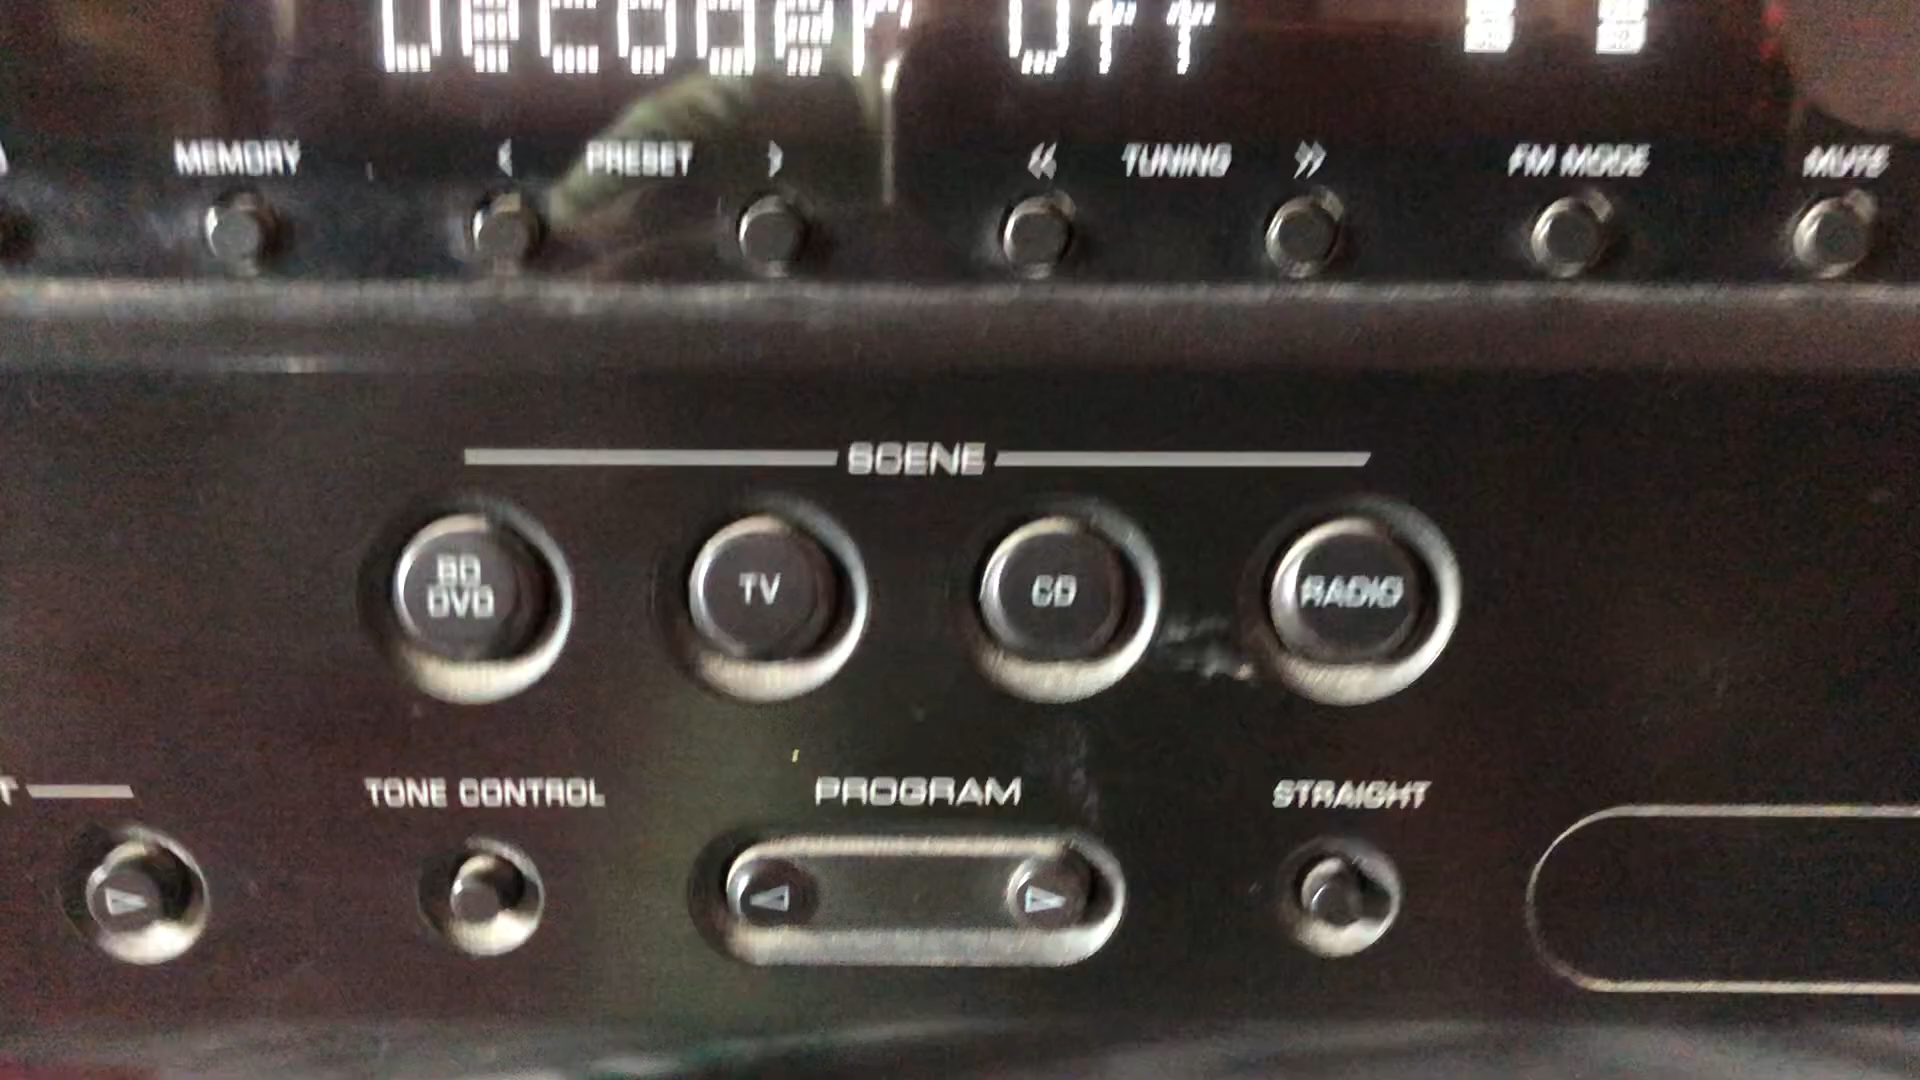 Decoder Off
MEMORY < PRESET > << TUNING >> FM MODE MUTE
SCENE
BD
DVD
TV
CD
RADIO
TONE CONTROL PROGRAM STRAIGHT